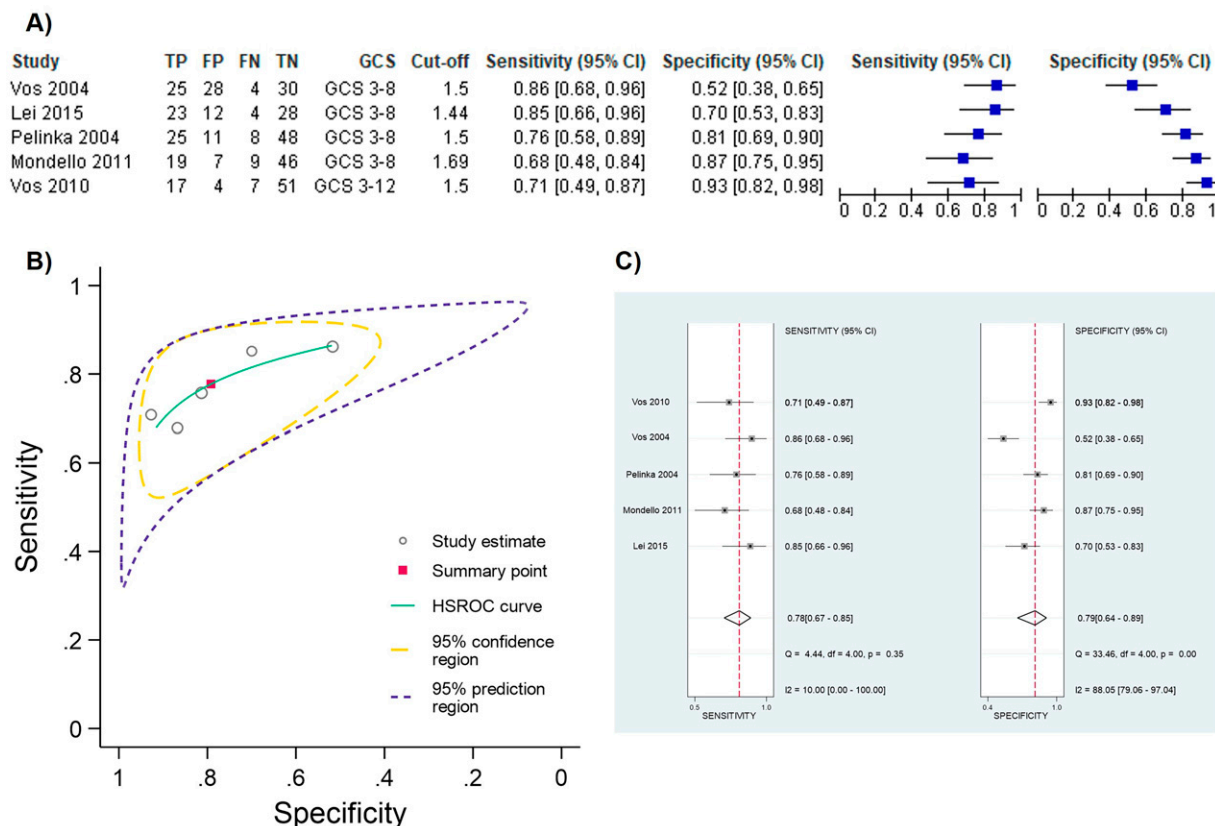 A)
Study TP FP FN TN GCS Cut-off Sensitivity (95% CI) Specificity (95% CI) Sensitivity (95% CI) Specificity (95% CI)
Vos 2004 25 28 4 30 GCS 3-8 1.5 0.86 [0.68, 0.96] 0.52 [0.38, 0.65]
Lei 2015 23 12 4 28 GCS 3-8 1.44 0.85 [0.66, 0.96] 0.70 [0.53, 0.83]
Pelinka 2004 25 11 8 48 GCS 3-8 1.5 0.76 [0.58, 0.89] 0.81 [0.69, 0.90]
Mondello 2011 19 7 9 46 GCS 3-8 1.69 0.68 [0.48, 0.84] 0.87 [0.75, 0.95]
Vos 2010 17 4 7 51 GCS 3-12 1.5 0.71 [0.49, 0.87] 0.93 [0.82, 0.98]
0 0.2 0.4 0.6 0.8 1 0 0.2 0.4 0.6 0.8 1
B)
1
.8
.6
.4
.2
0
Sensitivity
Study estimate
Summary point
HSROC curve
95% confidence
region
95% prediction
region
1 .8 .6 .4 .2 0
Specificity
C)
SENSITIVITY (95% CI) SPECIFICITY (95% CI)
Vos 2010 0.71 [0.49 - 0.87] 0.93 [0.82 - 0.98]
Vos 2004 0.86 [0.68 - 0.96] 0.52 [0.38 - 0.65]
Pelinka 2004 0.76 [0.58 - 0.89] 0.81 [0.69 - 0.90]
Mondello 2011 0.68 [0.48 - 0.84] 0.87 [0.75 - 0.95]
Lei 2015 0.85 [0.66 - 0.96] 0.70 [0.53 - 0.83]
0.78[0.67 - 0.85] 0.79[0.64 - 0.89]
Q = 4.44, df = 4.00, p = 0.35 Q = 33.46, df = 4.00, p = 0.00
I2 = 10.00 [0.00 - 100.00] I2 = 88.05 [79.06 - 97.04]
0.5 1.0 0.4 1.0
SENSITIVITY SPECIFICITY